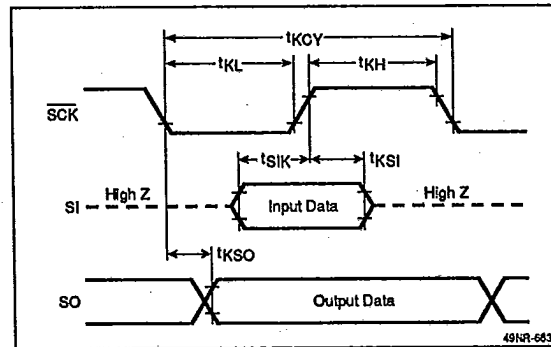 tKCY
tKL
tKH
SCK
tSIK
tKSI
High Z
High Z
SI
Input Data
tKSO
SO
Output Data
49NR-663